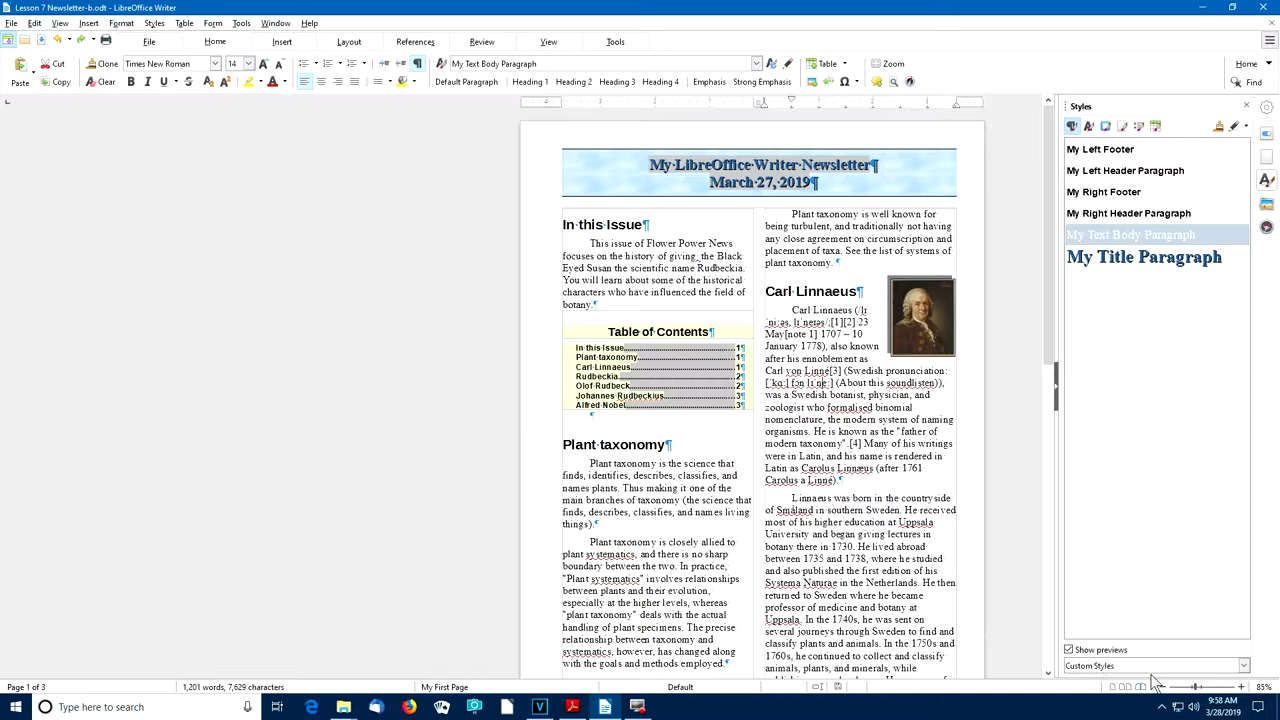 Lesson 7 Newsletter-b.odt - LibreOffice Writer
File Edit View Insert Format Styles Table Form Tools Window Help
File Home Insert Layout References Review View Tools
Paste Cut Clone Times New Roman 14 My Text Body Paragraph Table Zoom Home
Copy Clear Default Paragraph Heading 1 Heading 2 Heading 3 Heading 4 Emphasis Strong Emphasis Find
My·LibreOffice·Writer·Newsletter¶
March·27,·2019¶
In·this·Issue¶
This issue of Flower Power News
focuses on the history of giving, the Black
Eyed Susan the scientific name Rudbeckia.
You will learn about some of the historical
characters who have influenced the field of
botany.¶
Table·of·Contents¶
In·this·Issue 1¶
Plant·taxonomy 1¶
Carl·Linnaeus 1¶
Rudbeckia 2¶
Olof·Rudbeck 2¶
Johannes·Rudbeckius 3¶
Alfred·Nobel 3¶
¶
Plant·taxonomy¶
Plant taxonomy is the science that
finds, identifies, describes, classifies, and
names plants. Thus making it one of the
main branches of taxonomy (the science that
finds, describes, classifies, and names living
things).¶
Plant taxonomy is closely allied to
plant systematics, and there is no sharp
boundary between the two. In practice,
"Plant systematics" involves relationships
between plants and their evolution,
especially at the higher levels, whereas
"plant taxonomy" deals with the actual
handling of plant specimens. The precise
relationship between taxonomy and
systematics, however, has changed along
with the goals and methods employed.¶
Plant taxonomy is well known for
being turbulent, and traditionally not having
any close agreement on circumscription and
placement of taxa. See the list of systems of
plant taxonomy. ¶
Carl·Linnaeus¶
Carl Linnaeus (/lɪ
ˈniːəs, lɪˈneɪəs/;[1][2] 23
May[note 1] 1707 – 10
January 1778), also known
after his ennoblement as
Carl von Linné[3] (Swedish pronunciation:
[ˈkɑːl fɔn lɪˈneː] (About this soundlisten)),
was a Swedish botanist, physician, and
zoologist who formalised binomial
nomenclature, the modern system of naming
organisms. He is known as the "father of
modern taxonomy".[4] Many of his writings
were in Latin, and his name is rendered in
Latin as Carolus Linnæus (after 1761
Carolus a Linné).¶
Linnaeus was born in the countryside
of Småland in southern Sweden. He received
most of his higher education at Uppsala
University and began giving lectures in
botany there in 1730. He lived abroad
between 1735 and 1738, where he studied
and also published the first edition of his
Systema Naturae in the Netherlands. He then
returned to Sweden where he became
professor of medicine and botany at
Uppsala. In the 1740s, he was sent on
several journeys through Sweden to find and
classify plants and animals. In the 1750s and
1760s, he continued to collect and classify
animals, plants, and minerals, while
Styles
My Left Footer
My Left Header Paragraph
My Right Footer
My Right Header Paragraph
My Text Body Paragraph
My Title Paragraph
Show previews
Custom Styles
Page 1 of 3 1,201 words, 7,629 characters My First Page Default 85%
Type here to search
9:58 AM
3/28/2019